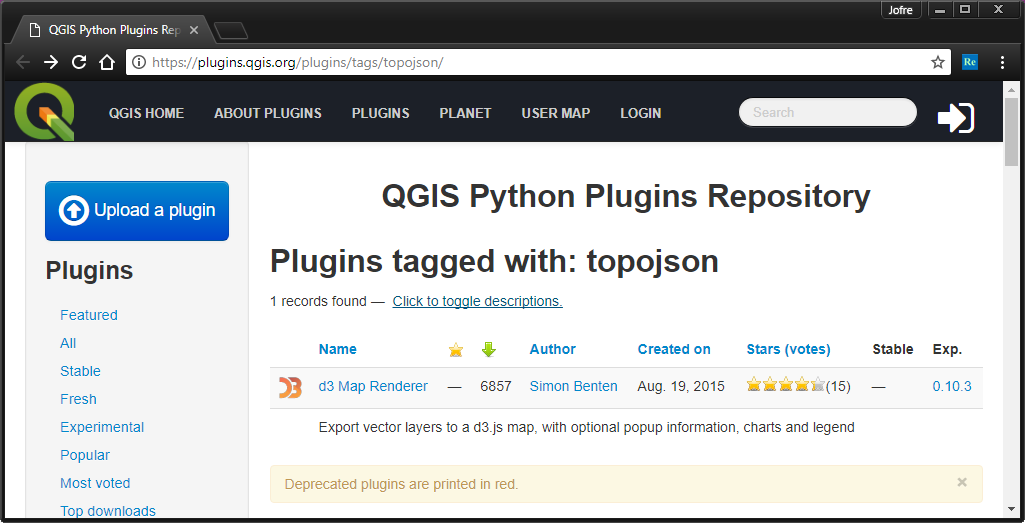 Jofre
QGIS Python Plugins Rep
https://plugins.qgis.org/plugins/tags/topojson/
Re
QGIS HOME ABOUT PLUGINS PLUGINS PLANET USER MAP LOGIN Search
Upload a plugin
Plugins
Featured
All
Stable
Fresh
Experimental
Popular
Most voted
Top downloads
QGIS Python Plugins Repository
Plugins tagged with: topojson
1 records found — Click to toggle descriptions.
Name Author Created on Stars (votes) Stable Exp.
D3 d3 Map Renderer — 6857 Simon Benten Aug. 19, 2015 (15) — 0.10.3
Export vector layers to a d3.js map, with optional popup information, charts and legend
Deprecated plugins are printed in red. ×